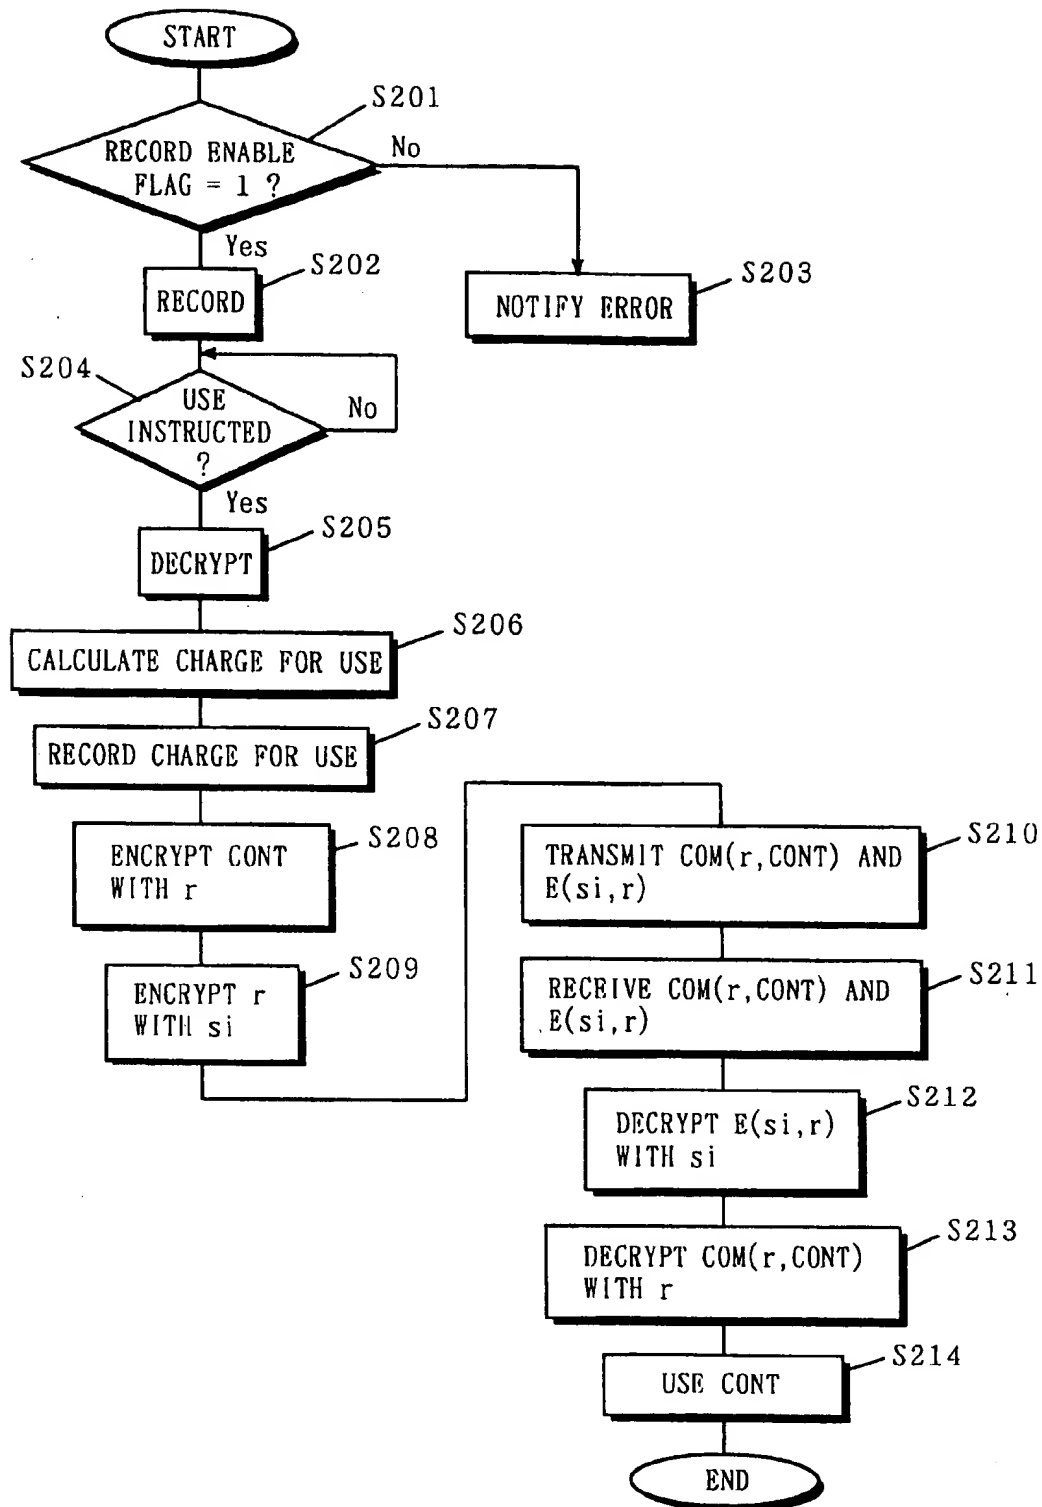 START
S201
RECORD ENABLE
FLAG = 1 ?
No
Yes
S202
RECORD
S203
NOTIFY ERROR
S204
USE
INSTRUCTED
?
No
Yes
S205
DECRYPT
S206
CALCULATE CHARGE FOR USE
S207
RECORD CHARGE FOR USE
S208
ENCRYPT CONT
WITH r
S209
ENCRYPT r
WITH si
S210
TRANSMIT COM(r,CONT) AND
E(si,r)
S211
RECEIVE COM(r,CONT) AND
E(si,r)
S212
DECRYPT E(si,r)
WITH si
S213
DECRYPT COM(r,CONT)
WITH r
S214
USE CONT
END